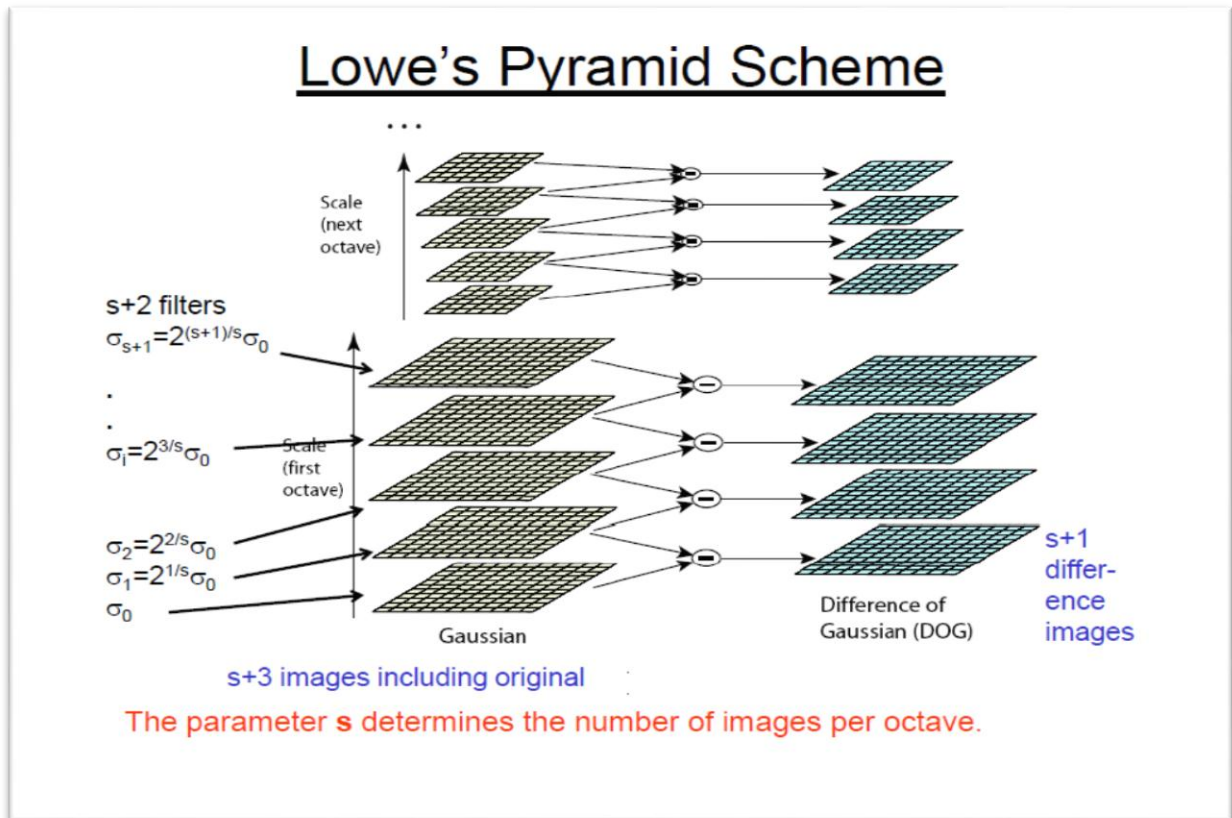 Lowe's Pyramid Scheme
...
Scale
(next
octave)
s+2 filters
σs+1=2(s+1)/sσ0
.
.
σi=23/sσ0
Scale
(first
octave)
σ2=22/sσ0
σ1=21/sσ0
σ0
Gaussian
Difference of
Gaussian (DOG)
s+1
differ-
ence
images
s+3 images including original
The parameter s determines the number of images per octave.